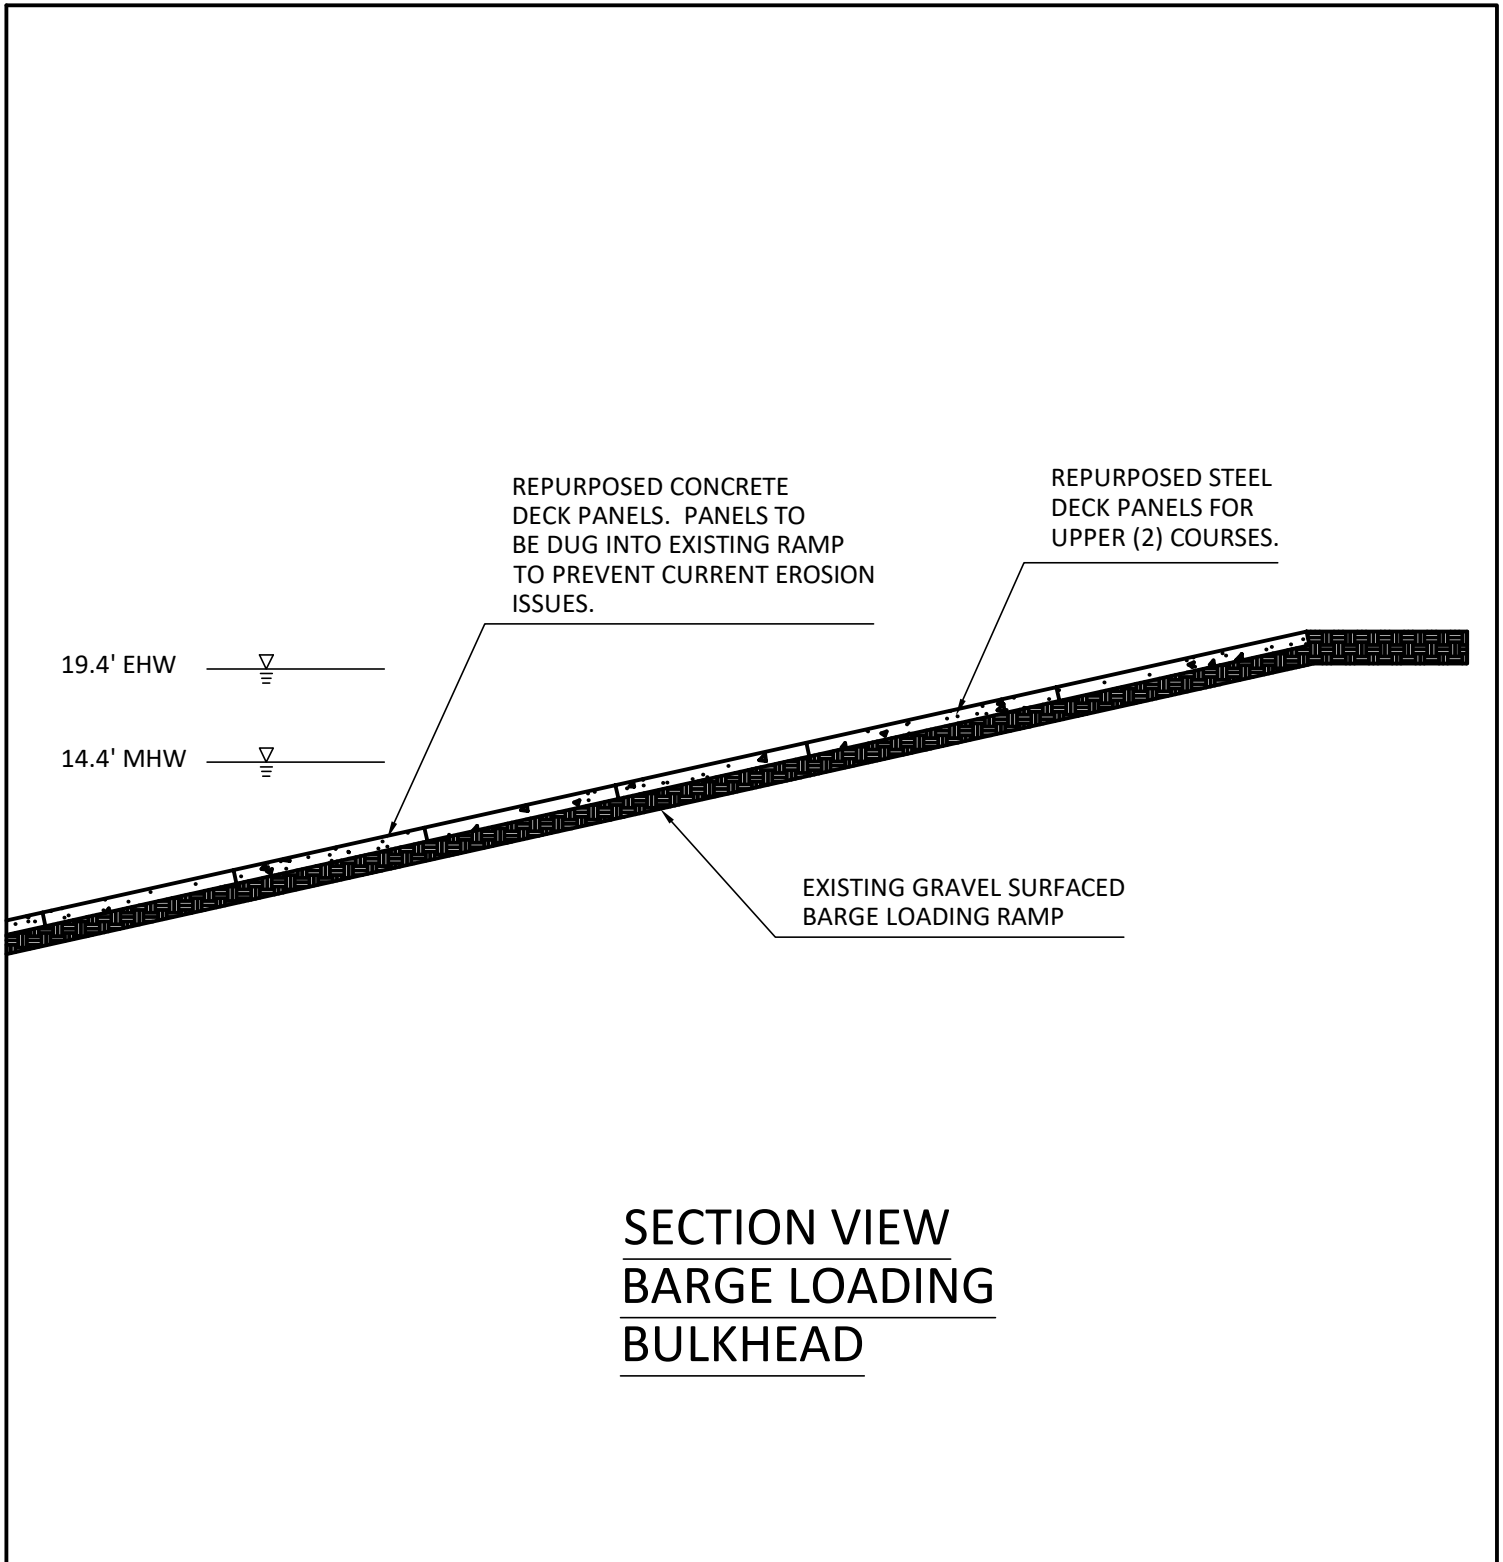 REPURPOSED CONCRETE
DECK PANELS.  PANELS TO
BE DUG INTO EXISTING RAMP
TO PREVENT CURRENT EROSION
ISSUES.
REPURPOSED STEEL
DECK PANELS FOR
UPPER (2) COURSES.
19.4' EHW
14.4' MHW
EXISTING GRAVEL SURFACED
BARGE LOADING RAMP
SECTION VIEW
BARGE LOADING
BULKHEAD